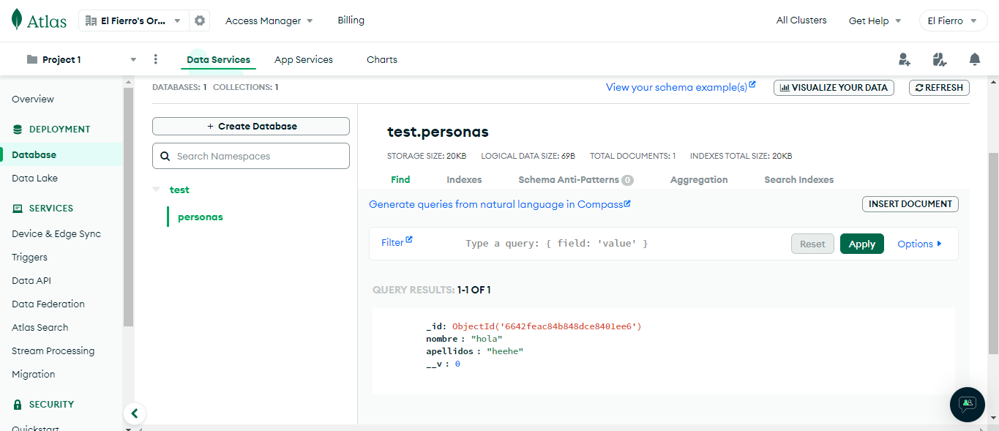 Atlas
El Fierro's Or...
Access Manager
Billing
All Clusters
Get Help
El Fierro
Project 1
Data Services
App Services
Charts
Overview
DEPLOYMENT
Database
Data Lake
SERVICES
Device & Edge Sync
Triggers
Data API
Data Federation
Atlas Search
Stream Processing
Migration
SECURITY
Quickstart
DATABASES: 1 COLLECTIONS: 1
View your schema example(s)
VISUALIZE YOUR DATA
REFRESH
+ Create Database
Search Namespaces
test
personas
test.personas
STORAGE SIZE: 20KB LOGICAL DATA SIZE: 69B TOTAL DOCUMENTS: 1 INDEXES TOTAL SIZE: 20KB
Find
Indexes
Schema Anti-Patterns 0
Aggregation
Search Indexes
Generate queries from natural language in Compass
INSERT DOCUMENT
Filter
Type a query: { field: 'value' }
Reset
Apply
Options
QUERY RESULTS: 1-1 OF 1
_id: ObjectId('6642feac84b848dce8401ee6')
nombre : "hola"
apellidos : "heehe"
__v : 0